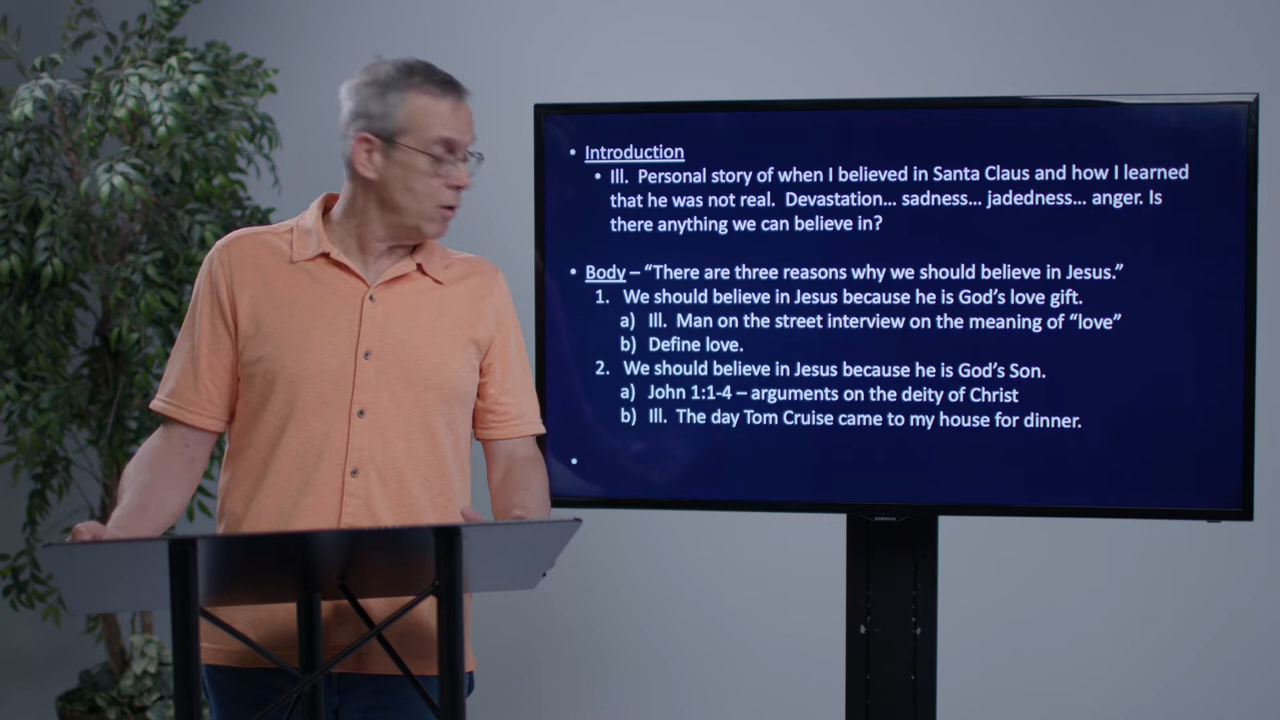 • Introduction
• Ill. Personal story of when I believed in Santa Claus and how I learned
that he was not real. Devastation... sadness... jadedness... anger. Is
there anything we can believe in?
• Body – “There are three reasons why we should believe in Jesus.”
1. We should believe in Jesus because he is God’s love gift.
a) Ill. Man on the street interview on the meaning of “love”
b) Define love.
2. We should believe in Jesus because he is God’s Son.
a) John 1:1-4 – arguments on the deity of Christ
b) Ill. The day Tom Cruise came to my house for dinner.
•